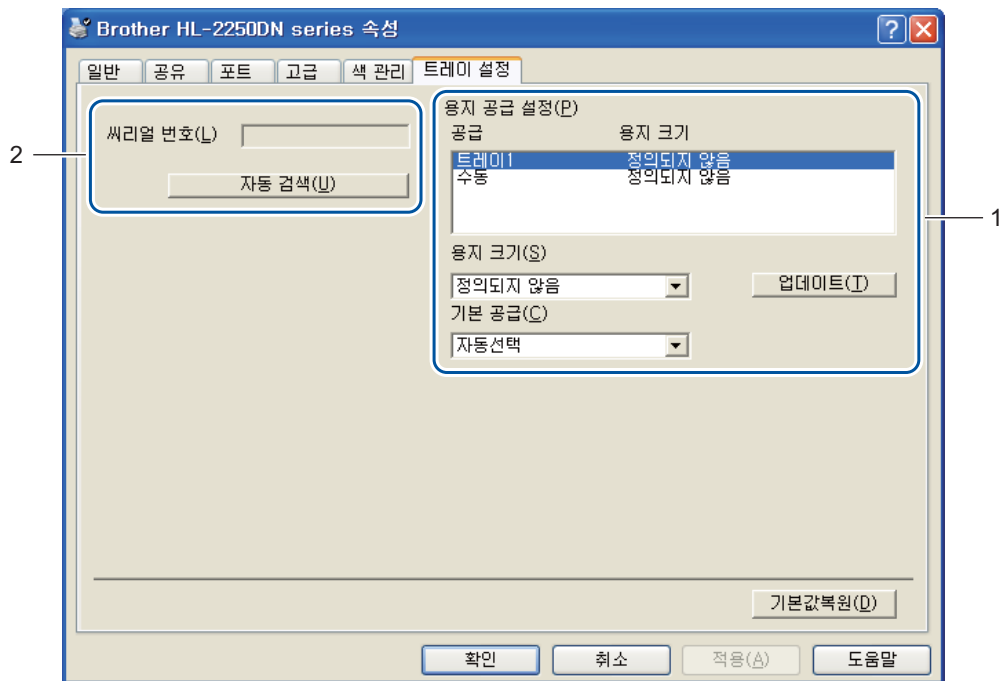 Brother HL-2250DN series 속성
일반 공유 포트 고급 색 관리 트레이 설정
2
씨리얼 번호(L)
자동 검색(U)
용지 공급 설정(P)
공급 용지 크기
트레이1 정의되지 않음
수동 정의되지 않음
1
용지 크기(S)
정의되지 않음
업데이트(T)
기본 공급(C)
자동선택
기본값복원(D)
확인 취소 적용(A) 도움말